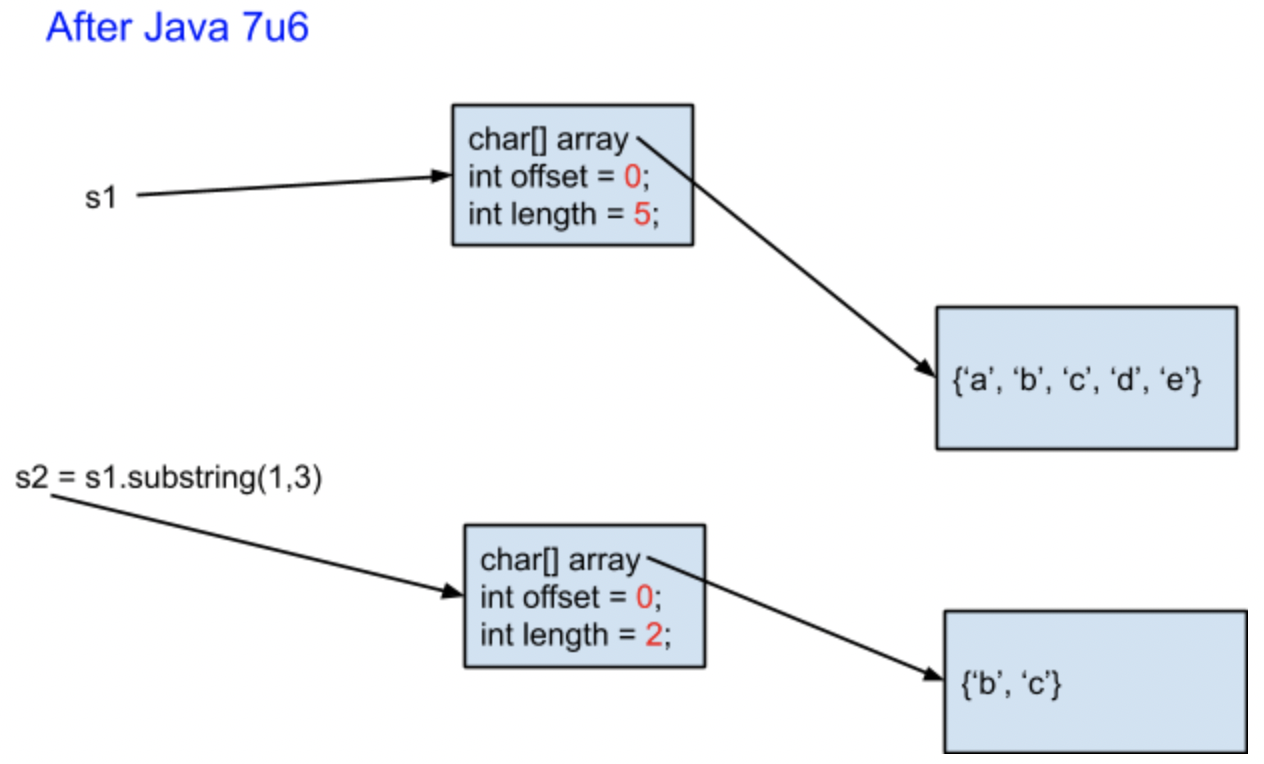 After Java 7u6
char[] array
int offset = 0;
int length = 5;
s1
{‘a’, ‘b’, ‘c’, ‘d’, ‘e’}
s2 = s1.substring(1,3)
char[] array
int offset = 0;
int length = 2;
{‘b’, ‘c’}